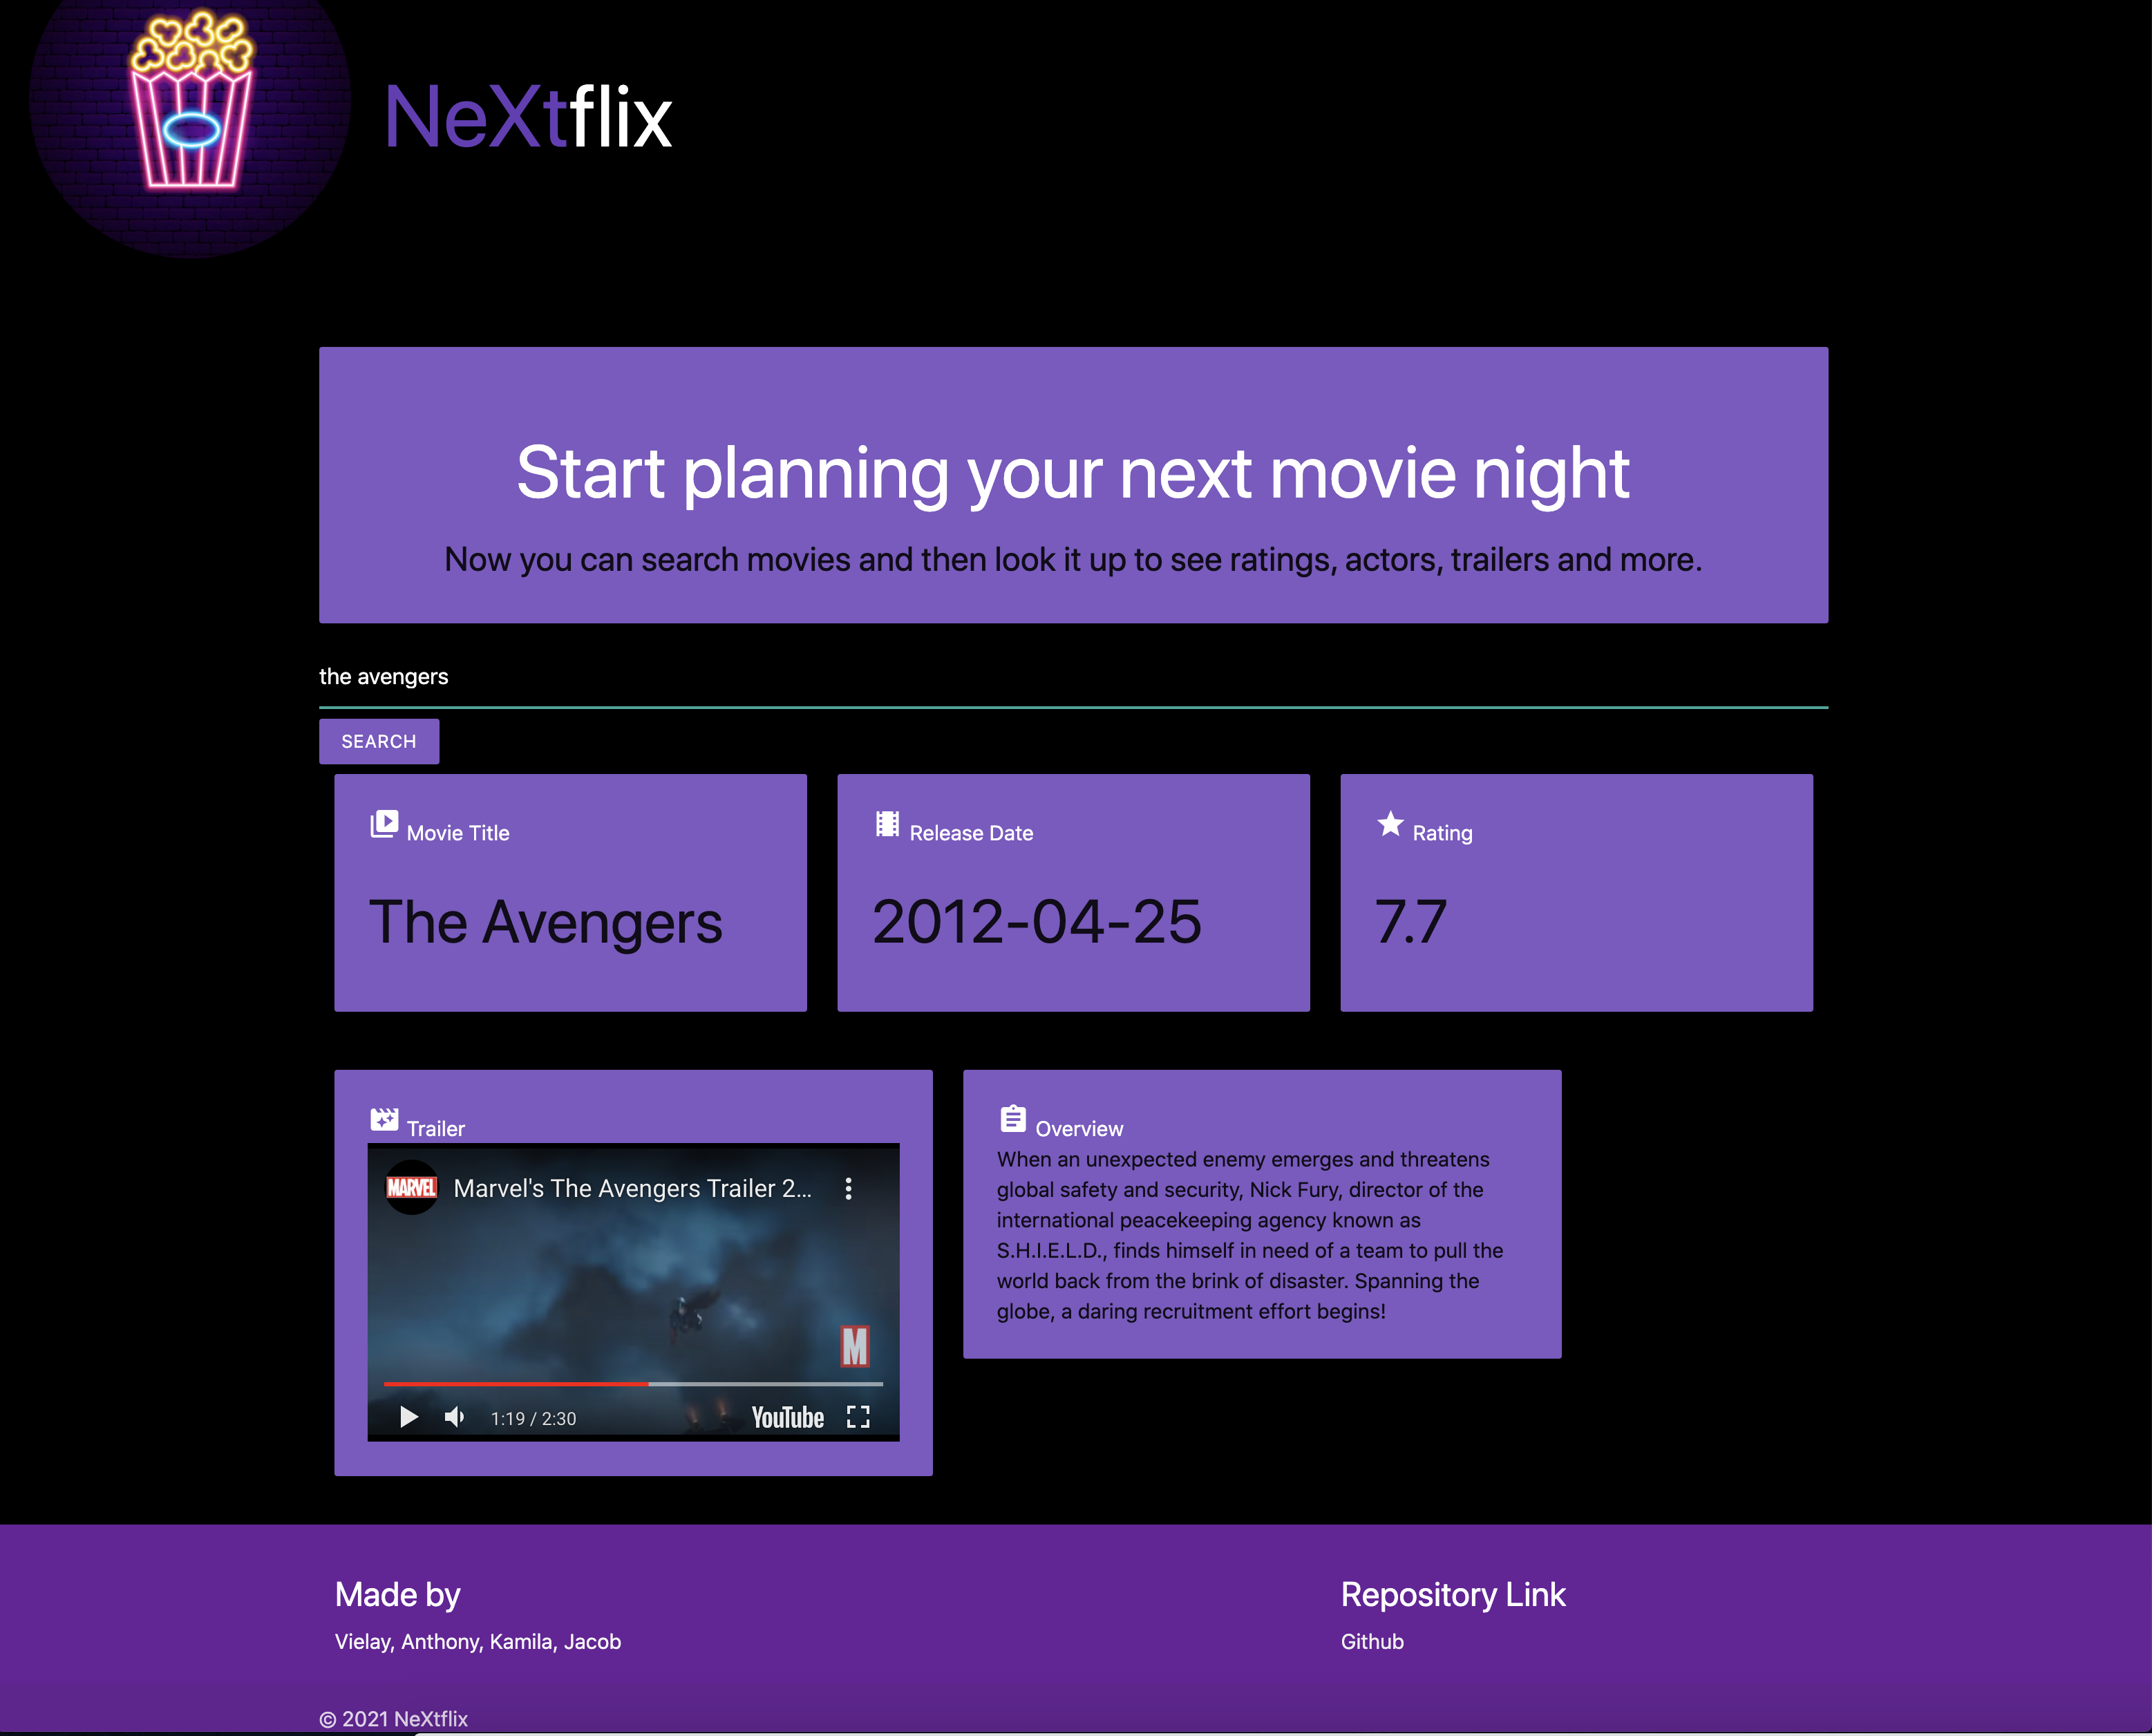 NeXtflix
Start planning your next movie night
Now you can search movies and then look it up to see ratings, actors, trailers and more.
the avengers
SEARCH
Movie Title
The Avengers
Release Date
2012-04-25
Rating
7.7
Trailer
MARVEL
Marvel's The Avengers Trailer 2...
M
1:19 / 2:30
YouTube
Overview
When an unexpected enemy emerges and threatens
global safety and security, Nick Fury, director of the
international peacekeeping agency known as
S.H.I.E.L.D., finds himself in need of a team to pull the
world back from the brink of disaster. Spanning the
globe, a daring recruitment effort begins!
Made by
Vielay, Anthony, Kamila, Jacob
Repository Link
Github
© 2021 NeXtflix